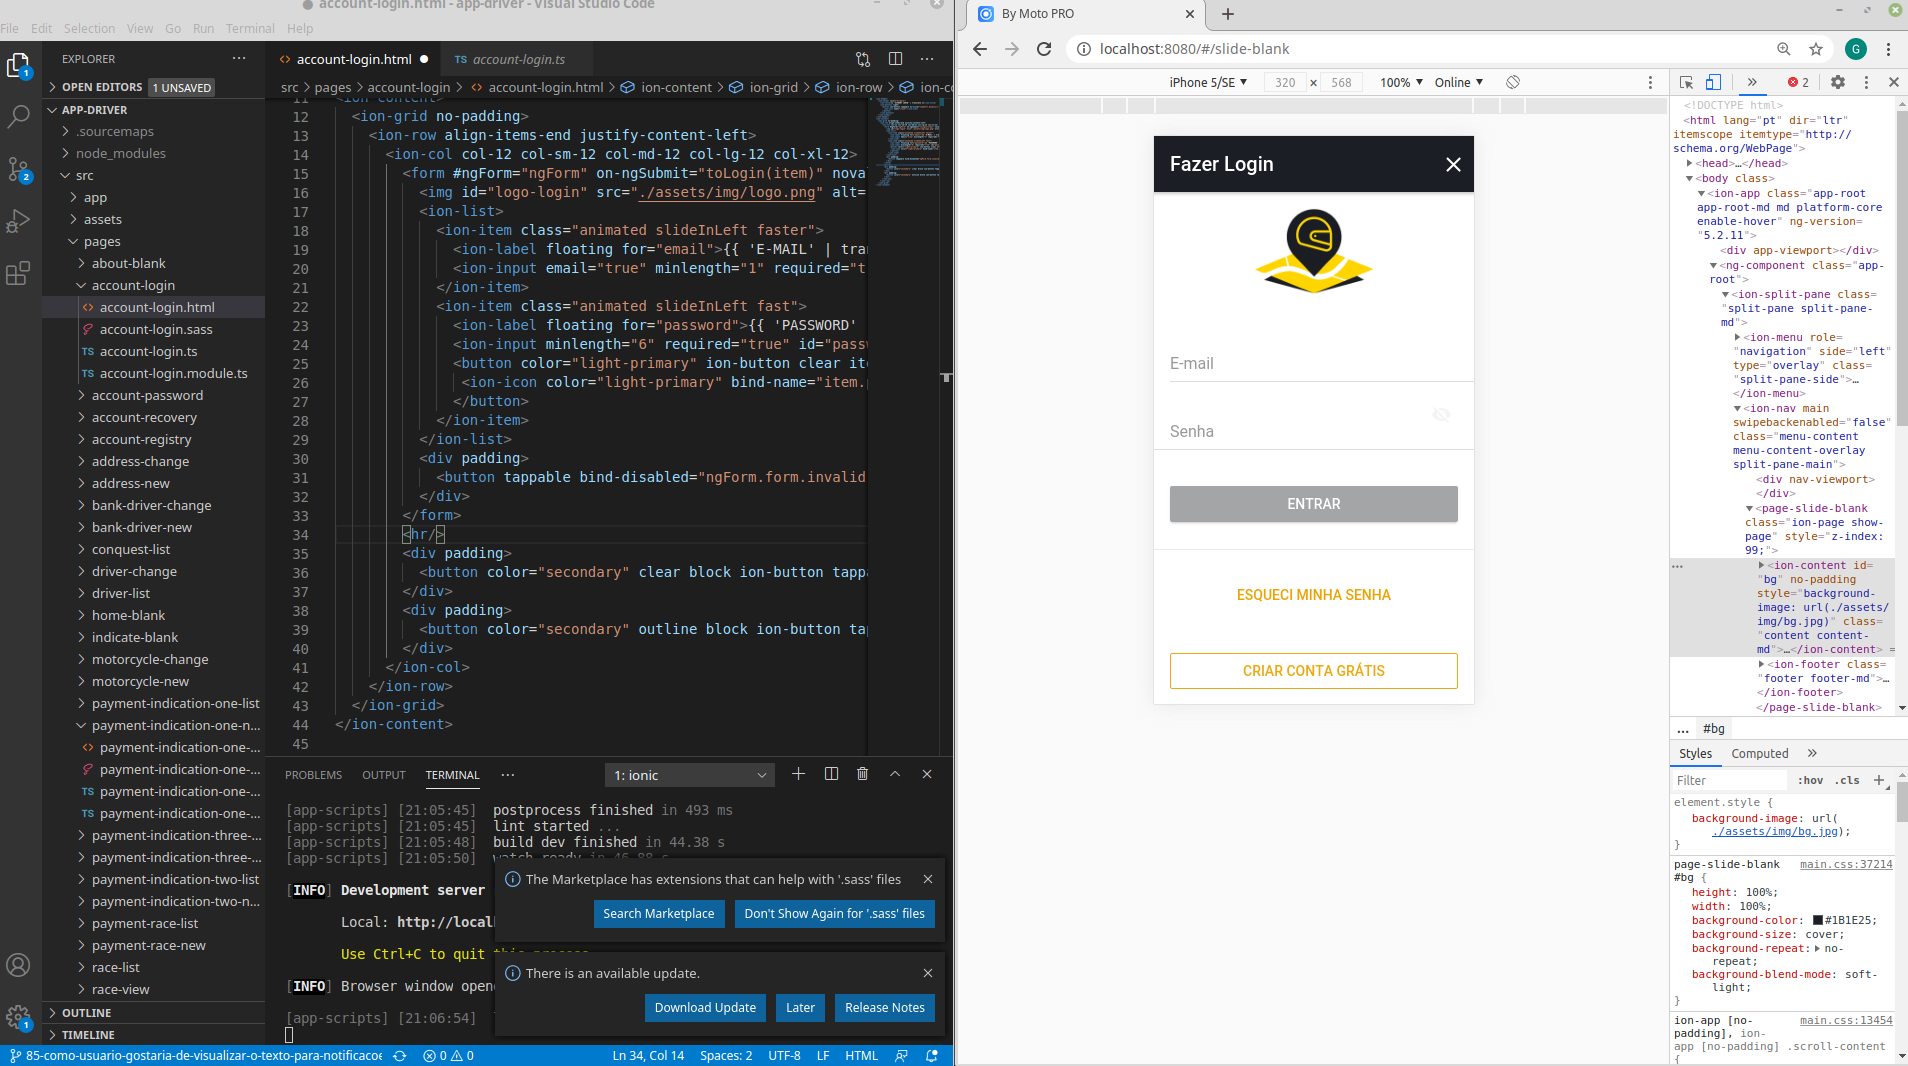 account-login.html - app-driver - Visual Studio Code
File Edit Selection View Go Run Terminal Help
EXPLORER
OPEN EDITORS 1 UNSAVED
APP-DRIVER
.sourcemaps
node_modules
src
app
assets
pages
about-blank
account-login
account-login.html
account-login.sass
TS account-login.ts
TS account-login.module.ts
account-password
account-recovery
account-registry
address-change
address-new
bank-driver-change
bank-driver-new
conquest-list
driver-change
driver-list
home-blank
indicate-blank
motorcycle-change
motorcycle-new
payment-indication-one-list
payment-indication-one-n...
payment-indication-one-...
payment-indication-one-...
TS payment-indication-one-...
TS payment-indication-one-...
payment-indication-three-...
payment-indication-three-...
payment-indication-two-list
payment-indication-two-n...
payment-race-list
payment-race-new
race-list
race-view
OUTLINE
TIMELINE
1
2
1
account-login.html
TS account-login.ts
src > pages > account-login > account-login.html > ion-content > ion-grid > ion-row > ion-co
11 <ion-content>
12 <ion-grid no-padding>
13 <ion-row align-items-end justify-content-left>
14 <ion-col col-12 col-sm-12 col-md-12 col-lg-12 col-xl-12>
15 <form #ngForm="ngForm" on-ngSubmit="toLogin(item)" nova
16 <img id="logo-login" src="./assets/img/logo.png" alt=
17 <ion-list>
18 <ion-item class="animated slideInLeft faster">
19 <ion-label floating for="email">{{ 'E-MAIL' | tra
20 <ion-input email="true" minlength="1" required="t
21 </ion-item>
22 <ion-item class="animated slideInLeft fast">
23 <ion-label floating for="password">{{ 'PASSWORD'
24 <ion-input minlength="6" required="true" id="pass
25 <button color="light-primary" ion-button clear ite
26 <ion-icon color="light-primary" bind-name="item.
27 </button>
28 </ion-item>
29 </ion-list>
30 <div padding>
31 <button tappable bind-disabled="ngForm.form.invalid
32 </div>
33 </form>
34 <hr/>
35 <div padding>
36 <button color="secondary" clear block ion-button tappa
37 </div>
38 <div padding>
39 <button color="secondary" outline block ion-button tap
40 </div>
41 </ion-col>
42 </ion-row>
43 </ion-grid>
44 </ion-content>
45
PROBLEMS OUTPUT TERMINAL 1: ionic
[app-scripts] [21:05:45] postprocess finished in 493 ms
[app-scripts] [21:05:45] lint started ...
[app-scripts] [21:05:48] build dev finished in 44.38 s
[app-scripts] [21:05:50] watch ready in 46.88 s
[INFO] Development server
Local: http://local
Use Ctrl+C to quit this process
[INFO] Browser window open
[app-scripts] [21:06:54]
The Marketplace has extensions that can help with '.sass' files
Search Marketplace Don't Show Again for '.sass' files
There is an available update.
Download Update Later Release Notes
85-como-usuario-gostaria-de-visualizar-o-texto-para-notificacoe 0 0 Ln 34, Col 14 Spaces: 2 UTF-8 LF HTML
By Moto PRO
localhost:8080/#/slide-blank
G
iPhone 5/SE 320 × 568 100% Online
2
Fazer Login
E-mail
Senha
ENTRAR
ESQUECI MINHA SENHA
CRIAR CONTA GRÁTIS
<!DOCTYPE html>
<html lang="pt" dir="ltr"
itemscope itemtype="http://
schema.org/WebPage">
<head>…</head>
<body class>
<ion-app class="app-root
app-root-md md platform-core
enable-hover" ng-version=
"5.2.11">
<div app-viewport></div>
<ng-component class="app-
root">
<ion-split-pane class=
"split-pane split-pane-
md">
<ion-menu role=
"navigation" side="left"
type="overlay" class=
"split-pane-side">…
</ion-menu>
<ion-nav main
swipebackenabled="false"
class="menu-content
menu-content-overlay
split-pane-main">
<div nav-viewport>
</div>
<page-slide-blank
class="ion-page show-
page" style="z-index:
99;">
... <ion-content id=
"bg" no-padding
style="background-
image: url(./assets/
img/bg.jpg)" class=
"content content-
md">…</ion-content> =
<ion-footer class=
"footer footer-md">…
</ion-footer>
</page-slide-blank>
... #bg
Styles Computed
Filter :hov .cls
element.style {
background-image: url(
./assets/img/bg.jpg);
}
page-slide-blank main.css:37214
#bg {
height: 100%;
width: 100%;
background-color: #1B1E25;
background-size: cover;
background-repeat: no-
repeat;
background-blend-mode: soft-
light;
}
ion-app [no- main.css:13454
padding], ion-
app [no-padding] .scroll-content
{